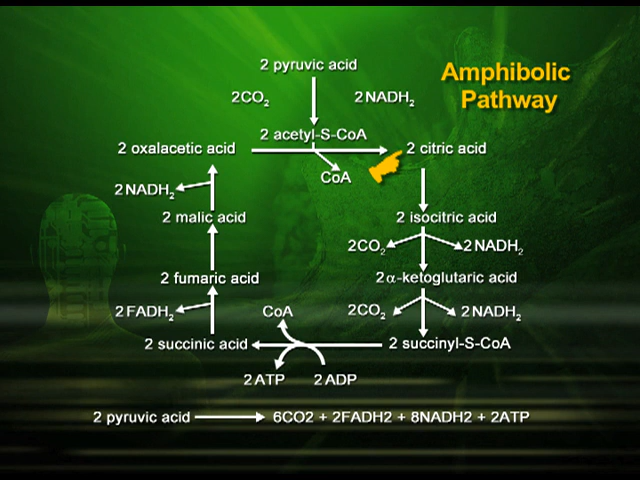 2 pyruvic acid
Amphibolic
Pathway
2CO₂
2 NADH₂
2 acetyl-S-CoA
2 oxalacetic acid
2 citric acid
CoA
2 NADH₂
2 malic acid
2 isocitric acid
2CO₂
2 NADH₂
2 fumaric acid
2 α-ketoglutaric acid
2 FADH₂
CoA
2CO₂
2 NADH₂
2 succinic acid
2 succinyl-S-CoA
2 ATP
2 ADP
2 pyruvic acid → 6CO2 + 2FADH2 + 8NADH2 + 2ATP